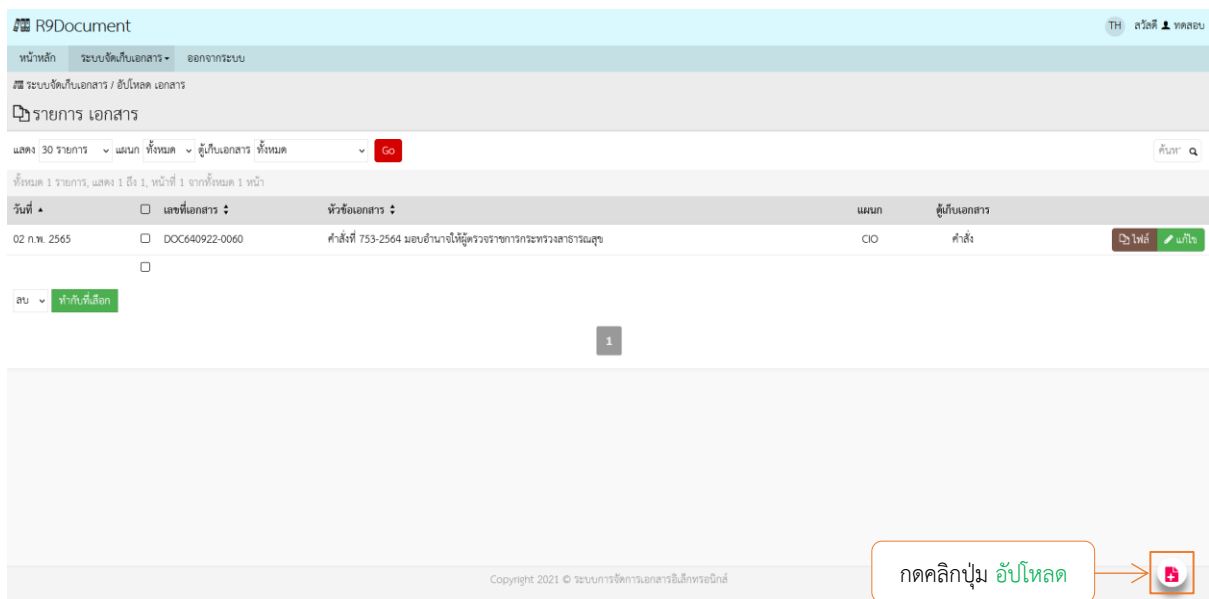 R9Document
TH สวัสดี ทดสอบ
หน้าหลัก ระบบจัดเก็บเอกสาร ออกจากระบบ
ระบบจัดเก็บเอกสาร / อัปโหลด เอกสาร
รายการ เอกสาร
แสดง 30 รายการ แผนก ทั้งหมด ตู้เก็บเอกสาร ทั้งหมด Go ค้นหา
ทั้งหมด 1 รายการ, แสดง 1 ถึง 1, หน้าที่ 1 จากทั้งหมด 1 หน้า
วันที่ เลขที่เอกสาร หัวข้อเอกสาร แผนก ตู้เก็บเอกสาร
02 ก.พ. 2565 DOC640922-0060 คำสั่งที่ 753-2564 มอบอำนาจให้ผู้ตรวจราชการกระทรวงสาธารณสุข CIO คำสั่ง ไฟล์ แก้ไข
ลบ ทำกับที่เลือก
1
กดคลิกปุ่ม อัปโหลด
Copyright 2021 © ระบบการจัดการเอกสารอิเล็กทรอนิกส์